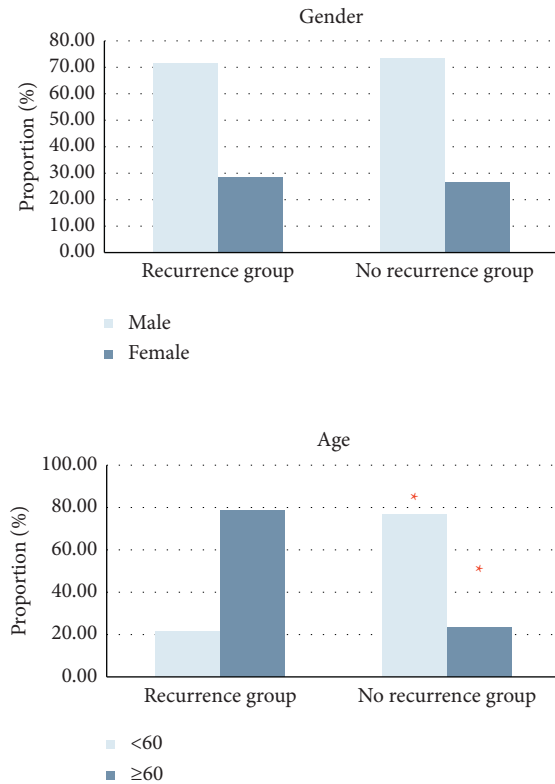 Gender
80.00
70.00
60.00
50.00
40.00
30.00
20.00
10.00
0.00
Proportion (%)
Recurrence group
No recurrence group
Male
Female
Age
100.00
80.00
60.00
40.00
20.00
0.00
Proportion (%)
*
*
Recurrence group
No recurrence group
<60
≥60